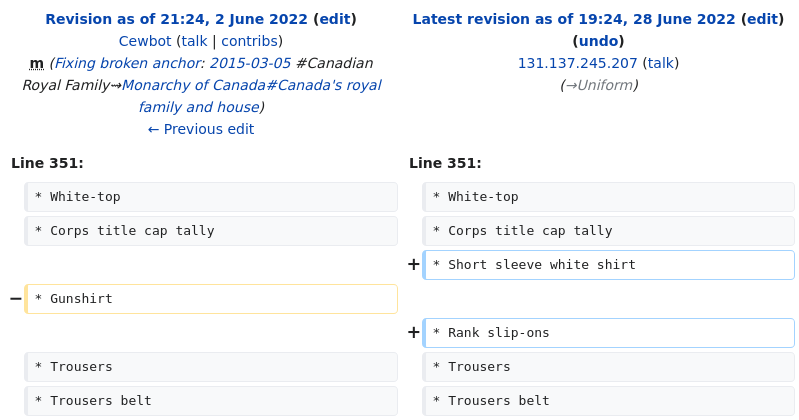 Revision as of 21:24, 2 June 2022 (edit)
Cewbot (talk | contribs)
m (Fixing broken anchor: 2015-03-05 #Canadian
Royal Family→Monarchy of Canada#Canada's royal
family and house)
← Previous edit
Latest revision as of 19:24, 28 June 2022 (edit)
(undo)
131.137.245.207 (talk)
(→Uniform)
Line 351:
Line 351:
* White-top
* White-top
* Corps title cap tally
* Corps title cap tally
+ * Short sleeve white shirt
− * Gunshirt
+ * Rank slip-ons
* Trousers
* Trousers
* Trousers belt
* Trousers belt